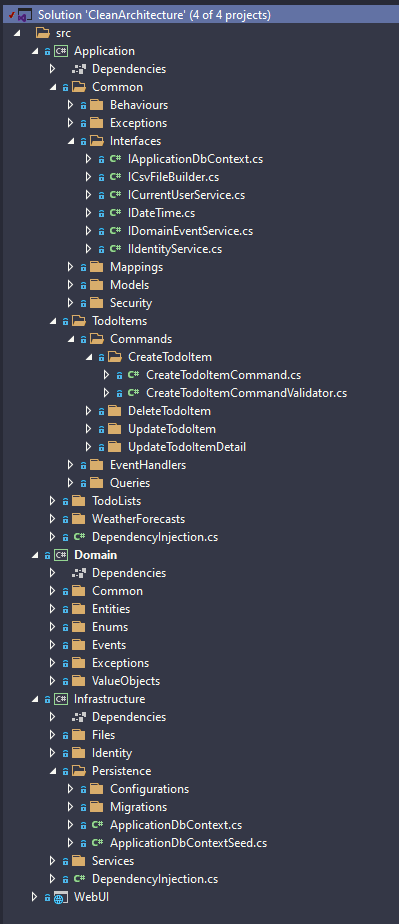 Solution 'CleanArchitecture' (4 of 4 projects)
src
C# Application
Dependencies
Common
Behaviours
Exceptions
Interfaces
C# IApplicationDbContext.cs
C# ICsvFileBuilder.cs
C# ICurrentUserService.cs
C# IDateTime.cs
C# IDomainEventService.cs
C# IIdentityService.cs
Mappings
Models
Security
TodoItems
Commands
CreateTodoItem
C# CreateTodoItemCommand.cs
C# CreateTodoItemCommandValidator.cs
DeleteTodoItem
UpdateTodoItem
UpdateTodoItemDetail
EventHandlers
Queries
TodoLists
WeatherForecasts
C# DependencyInjection.cs
C# Domain
Dependencies
Common
Entities
Enums
Events
Exceptions
ValueObjects
C# Infrastructure
Dependencies
Files
Identity
Persistence
Configurations
Migrations
C# ApplicationDbContext.cs
C# ApplicationDbContextSeed.cs
Services
C# DependencyInjection.cs
WebUI